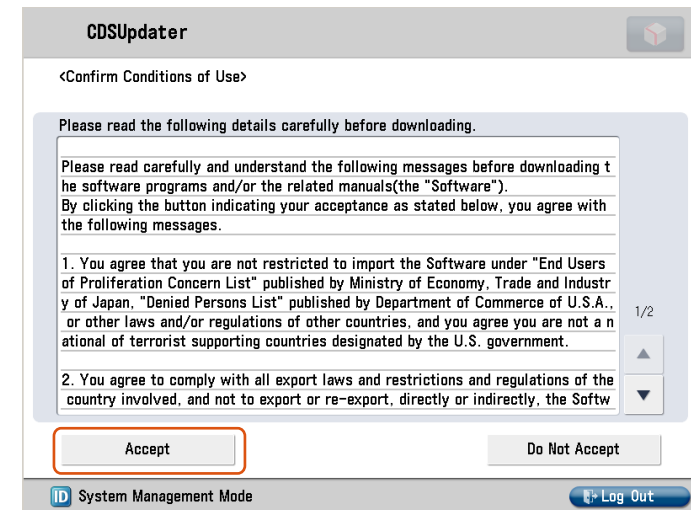 CDSUpdater
<Confirm Conditions of Use>
Please read the following details carefully before downloading.
Please read carefully and understand the following messages before downloading t
he software programs and/or the related manuals(the "Software").
By clicking the button indicating your acceptance as stated below, you agree with
the following messages.
1. You agree that you are not restricted to import the Software under "End Users
of Proliferation Concern List" published by Ministry of Economy, Trade and Industr
y of Japan, "Denied Persons List" published by Department of Commerce of U.S.A.,
or other laws and/or regulations of other countries, and you agree you are not a n
ational of terrorist supporting countries designated by the U.S. government.
2. You agree to comply with all export laws and restrictions and regulations of the
country involved, and not to export or re-export, directly or indirectly, the Softw
1/2
Accept
Do Not Accept
ID System Management Mode
Log Out